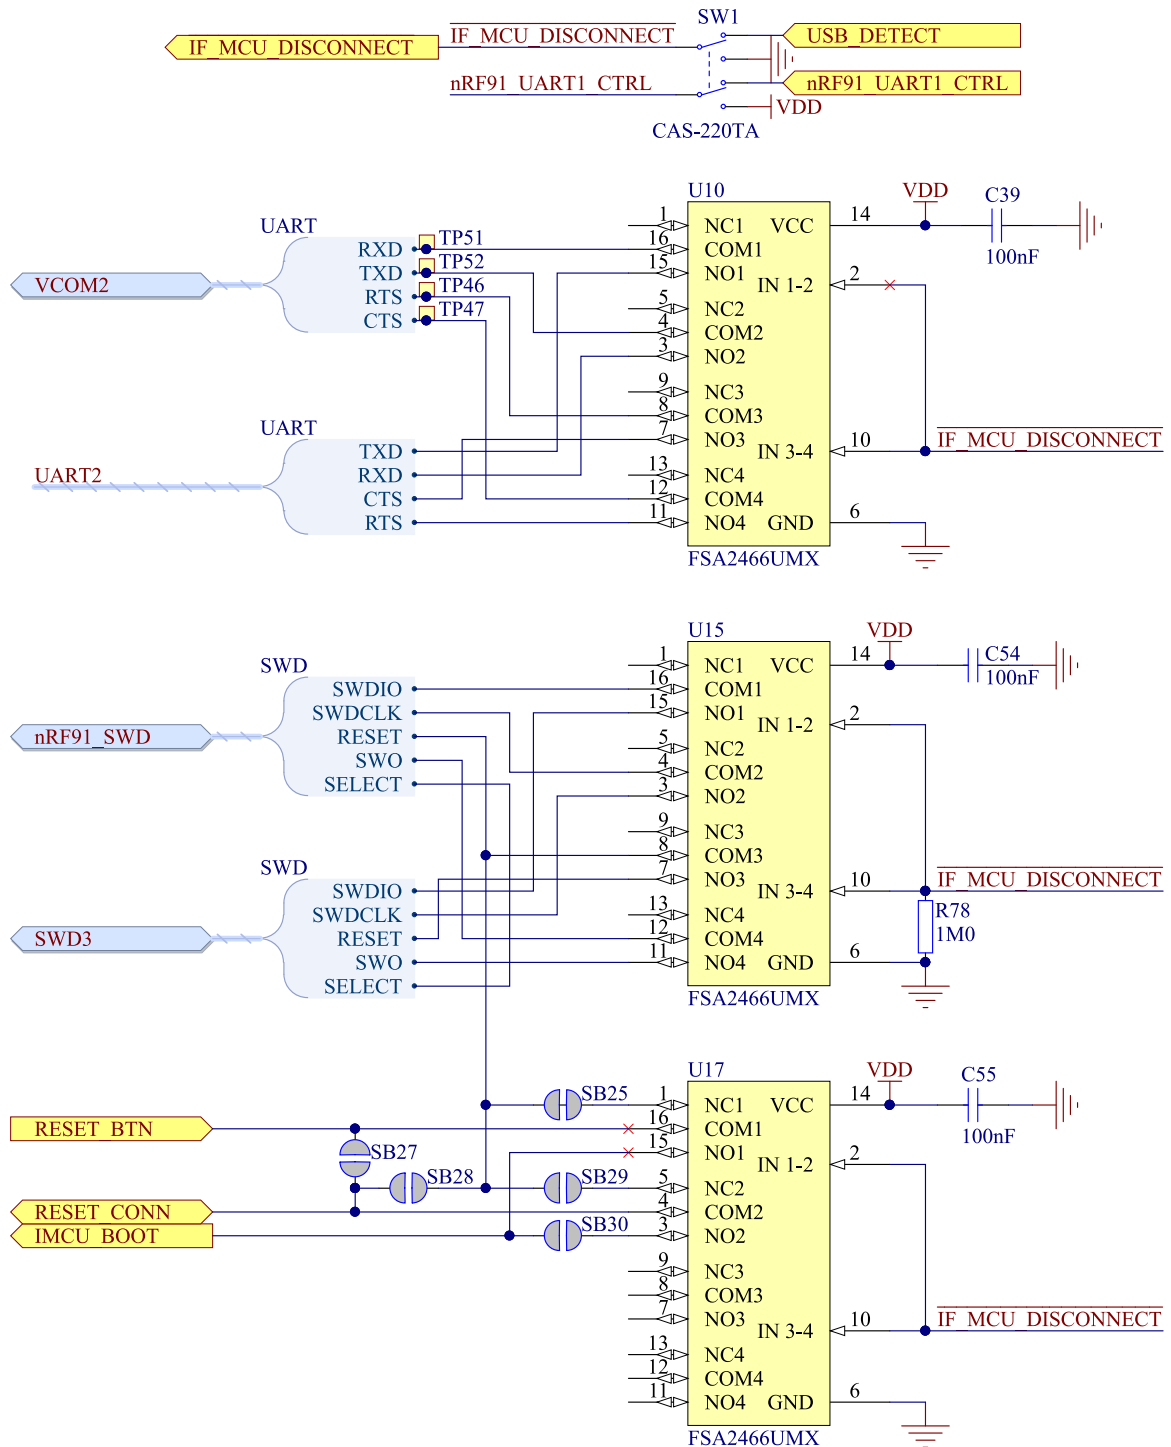 SW1
IF_MCU_DISCONNECT
IF_MCU_DISCONNECT
USB_DETECT
nRF91_UART1_CTRL
nRF91_UART1_CTRL
VDD
CAS-220TA
U10
VDD
C39
100nF
UART
VCOM2
RXD
TXD
RTS
CTS
TP51
TP52
TP46
TP47
UART
UART2
TXD
RXD
CTS
RTS
1 NC1
16 COM1
15 NO1
5 NC2
4 COM2
3 NO2
9 NC3
8 COM3
7 NO3
13 NC4
12 COM4
11 NO4
VCC 14
IN 1-2 2
IN 3-4 10
GND 6
IF_MCU_DISCONNECT
FSA2466UMX
U15
VDD
C54
100nF
SWD
nRF91_SWD
SWDIO
SWDCLK
RESET
SWO
SELECT
SWD
SWD3
SWDIO
SWDCLK
RESET
SWO
SELECT
1 NC1
16 COM1
15 NO1
5 NC2
4 COM2
3 NO2
9 NC3
8 COM3
7 NO3
13 NC4
12 COM4
11 NO4
VCC 14
IN 1-2 2
IN 3-4 10
GND 6
IF_MCU_DISCONNECT
R78
1M0
FSA2466UMX
U17
VDD
C55
100nF
RESET_BTN
RESET_CONN
IMCU_BOOT
SB25
SB27
SB28
SB29
SB30
1 NC1
16 COM1
15 NO1
5 NC2
4 COM2
3 NO2
9 NC3
8 COM3
7 NO3
13 NC4
12 COM4
11 NO4
VCC 14
IN 1-2 2
IN 3-4 10
GND 6
IF_MCU_DISCONNECT
FSA2466UMX